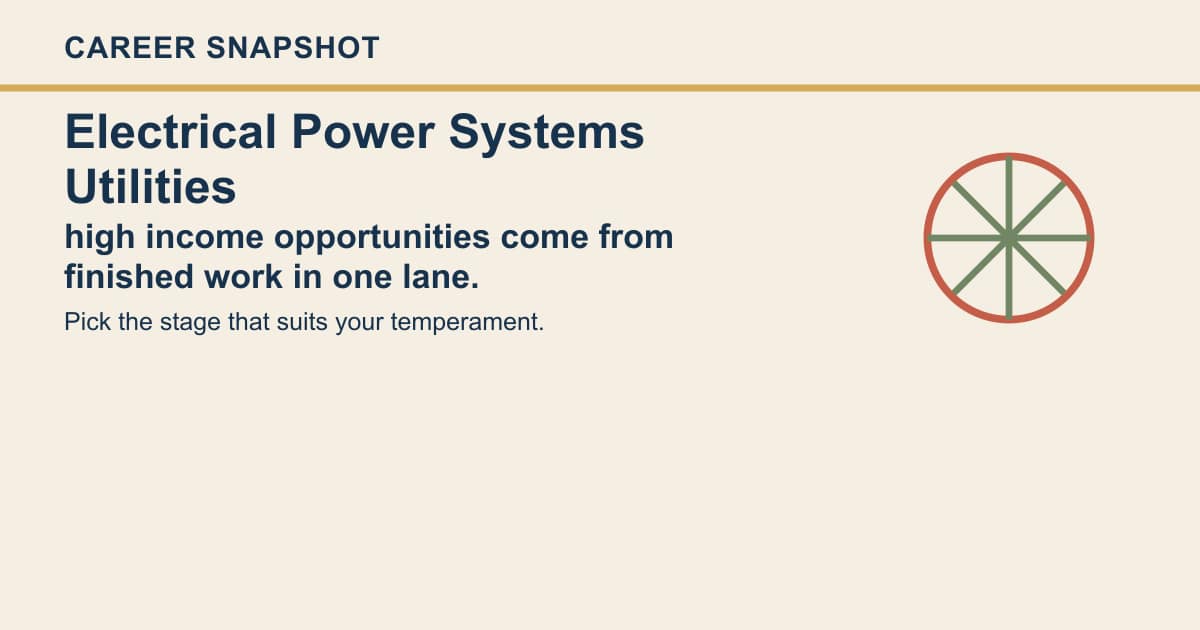 CAREER SNAPSHOT
Electrical Power Systems
Utilities
high income opportunities come from
finished work in one lane.
Pick the stage that suits your temperament.